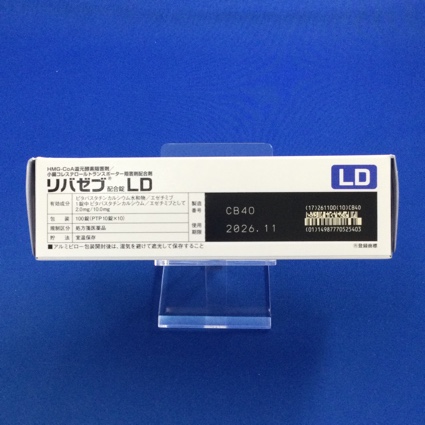 HMG-CoA還元酵素阻害剤/
小腸コレステロールトランスポーター阻害剤配合剤
リバゼブ® 配合錠 LD
LD
有効成分 ピタバスタチンカルシウム水和物/エゼチミブ
1錠中 ピタバスタチンカルシウム/エゼチミブとして
2.0mg/10.0mg
包装 100錠(PTP10錠×10)
規制区分 処方箋医薬品
貯法 室温保存
■アルミピロー包装開封後は、湿気を避けて遮光して保存すること
製造番号 CB40
使用期限 2026.11
(17)261100(10)CB40
(01)14987770525403
®登録商標